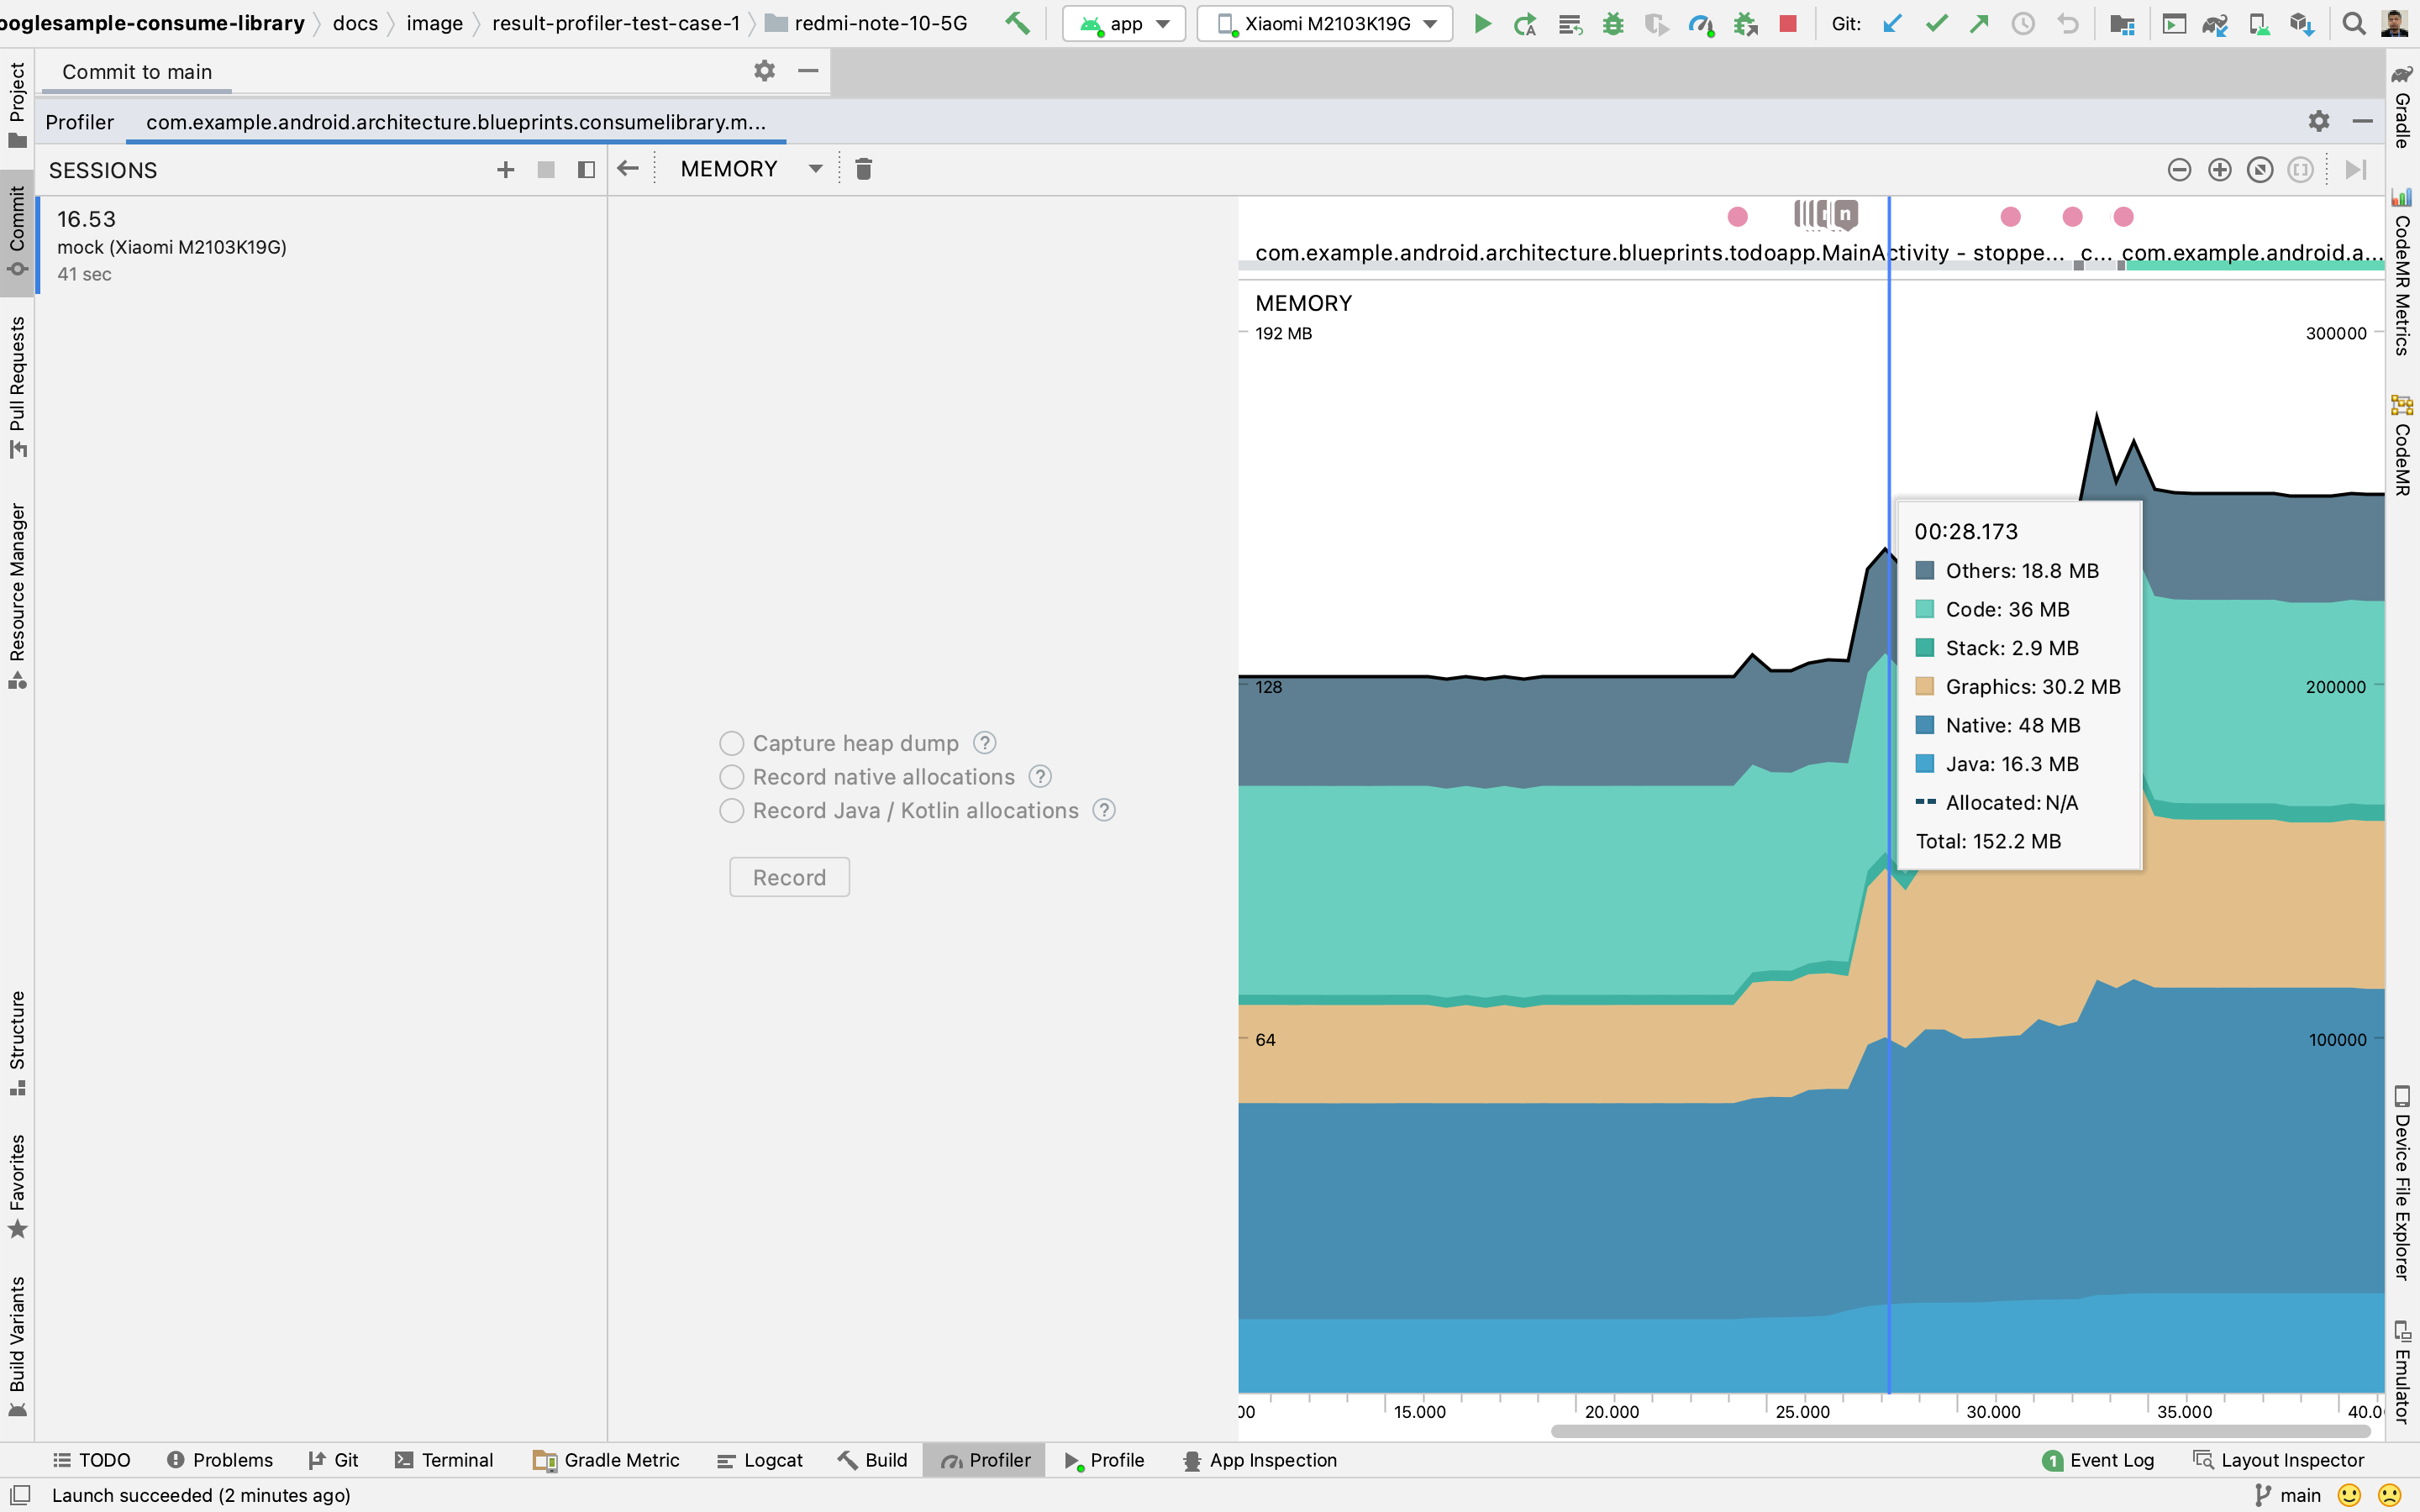 ooglesample-consume-library 〉 docs 〉 image 〉 result-profiler-test-case-1 〉 redmi-note-10-5G
app
Xiaomi M2103K19G
Git:
Commit to main
Profiler
com.example.android.architecture.blueprints.consumelibrary.m...
SESSIONS
MEMORY
16.53
mock (Xiaomi M2103K19G)
41 sec
Capture heap dump ?
Record native allocations ?
Record Java / Kotlin allocations ?
Record
n
com.example.android.architecture.blueprints.todoapp.MainActivity - stoppe...
c...
com.example.android.a...
MEMORY
192 MB
128
64
300000
200000
100000
00:28.173
Others: 18.8 MB
Code: 36 MB
Stack: 2.9 MB
Graphics: 30.2 MB
Native: 48 MB
Java: 16.3 MB
Allocated: N/A
Total: 152.2 MB
00
15.000
20.000
25.000
30.000
35.000
40.0
Project
Commit
Pull Requests
Resource Manager
Structure
Favorites
Build Variants
Gradle
CodeMR Metrics
CodeMR
Device File Explorer
Emulator
TODO
Problems
Git
Terminal
Gradle Metric
Logcat
Build
Profiler
Profile
App Inspection
1 Event Log
Layout Inspector
Launch succeeded (2 minutes ago)
main